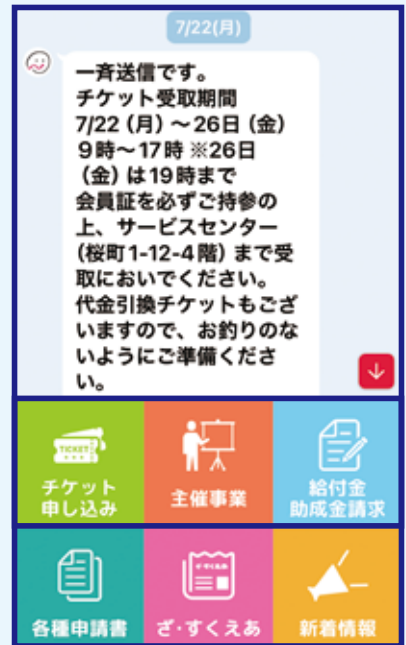 7/22(月)
一斉送信です。
チケット受取期間
7/22（月）～26日（金）
9時～17時 ※26日
（金）は19時まで
会員証を必ずご持参の
上、サービスセンター
（桜町1-12-4階）まで受
取においでください。
代金引換チケットもござ
いますので、お釣りのな
いようにご準備くださ
い。
TICKET
チケット
申し込み
主催事業
給付金
助成金請求
各種申請書
ざ･すくえあ
ざ･すくえあ
新着情報